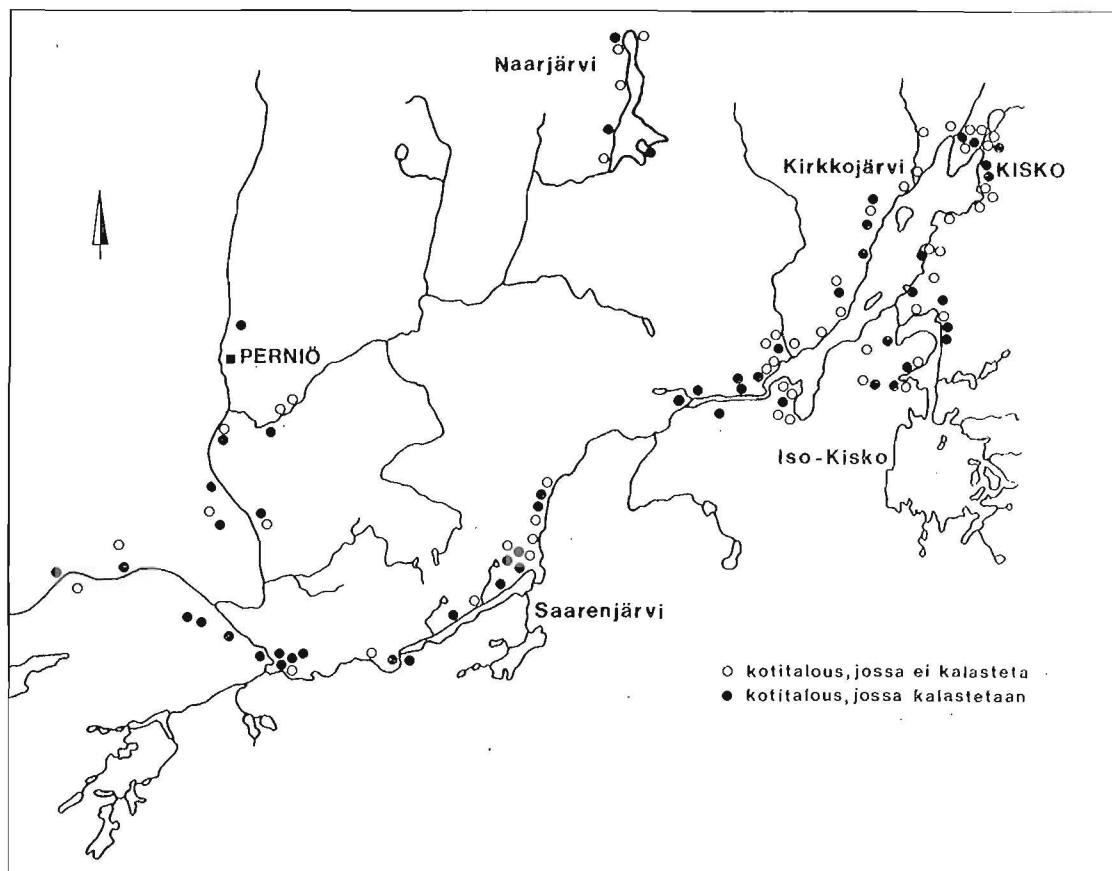 Naarjärvi
Kirkkojärvi
KISKO
PERNIÖ
Iso-Kisko
Saarenjärvi
kotitalous, jossa ei kalasteta
kotitalous, jossa kalastetaan